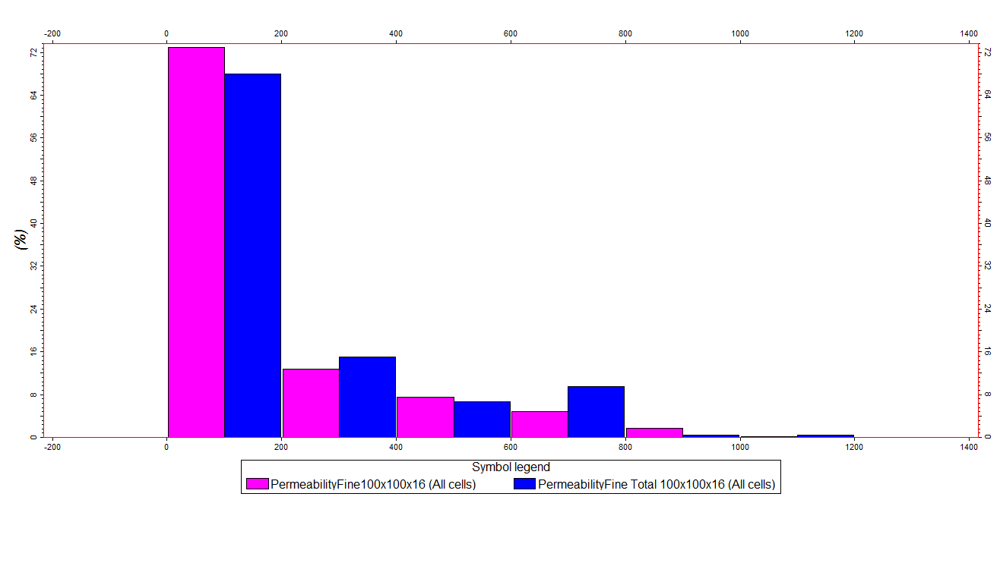 -200 0 200 400 600 800 1000 1200 1400
72 72
64 64
56 56
48 48
40 40
(%)
32 32
24 24
16 16
8 8
0 0
-200 0 200 400 600 800 1000 1200 1400
Symbol legend
PermeabilityFine100x100x16 (All cells) PermeabilityFine Total 100x100x16 (All cells)